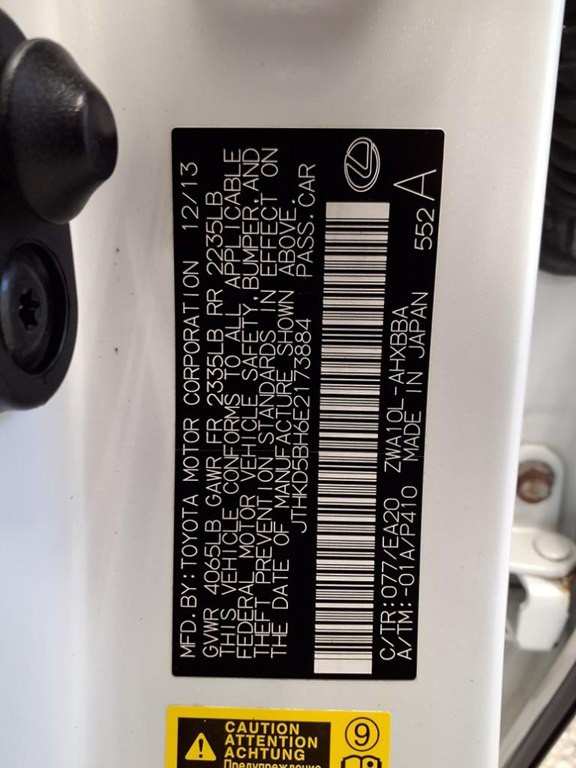 MFD. BY: TOYOTA MOTOR CORPORATION 12/13
GVWR 4065LB GAWR FR 2335LB RR 2235LB
THIS VEHICLE CONFORMS TO ALL APPLICABLE
FEDERAL MOTOR VEHICLE SAFETY, BUMPER, AND
THEFT PREVENTION STANDARDS IN EFFECT ON
THE DATE OF MANUFACTURE SHOWN ABOVE.
JTHKD5BH6E2173884 PASS. CAR
C/TR: 077/EA20 ZWA10L-AHXBBA 552 A
A/TM: -01A/P410 MADE IN JAPAN
CAUTION
ATTENTION
ACHTUNG
Предупреждение
9